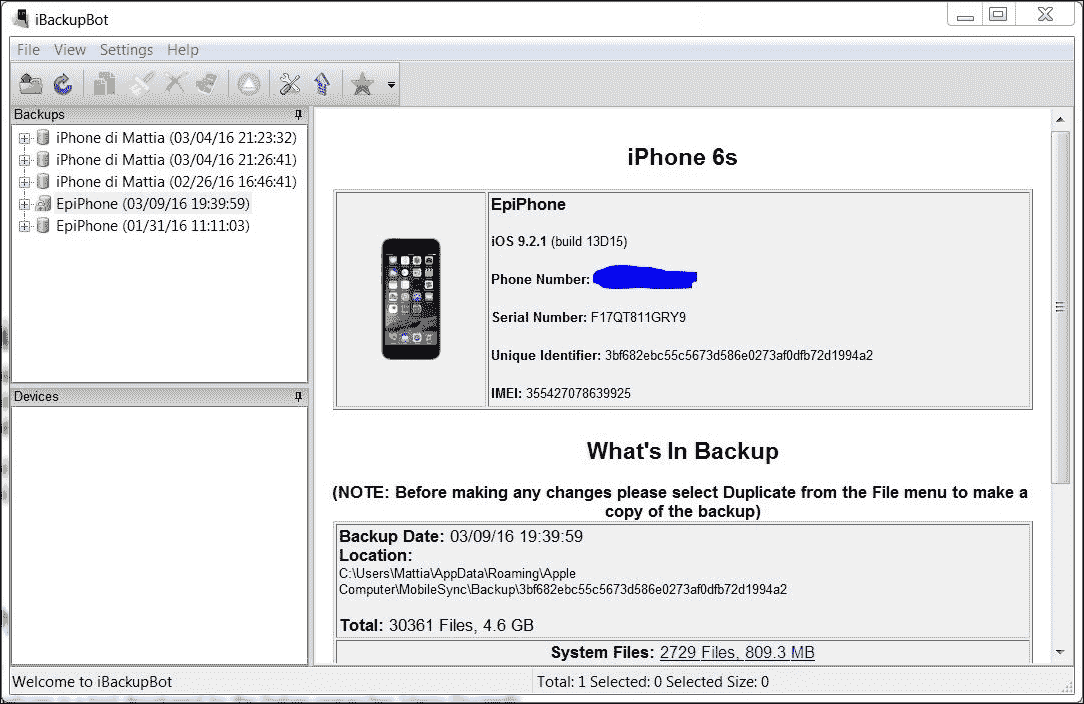 iBackupBot
File View Settings Help
Backups
iPhone di Mattia (03/04/16 21:23:32)
iPhone di Mattia (03/04/16 21:26:41)
iPhone di Mattia (02/26/16 16:46:41)
EpiPhone (03/09/16 19:39:59)
EpiPhone (01/31/16 11:11:03)
Devices
iPhone 6s
EpiPhone
iOS 9.2.1 (build 13D15)
Phone Number:
Serial Number: F17QT811GRY9
Unique Identifier: 3bf682ebc55c5673d586e0273af0dfb72d1994a2
IMEI: 355427078639925
What's In Backup
(NOTE: Before making any changes please select Duplicate from the File menu to make a
copy of the backup)
Backup Date: 03/09/16 19:39:59
Location:
C:\Users\Mattia\AppData\Roaming\Apple
Computer\MobileSync\Backup\3bf682ebc55c5673d586e0273af0dfb72d1994a2
Total: 30361 Files, 4.6 GB
System Files: 2729 Files, 809.3 MB
Welcome to iBackupBot
Total: 1 Selected: 0 Selected Size: 0